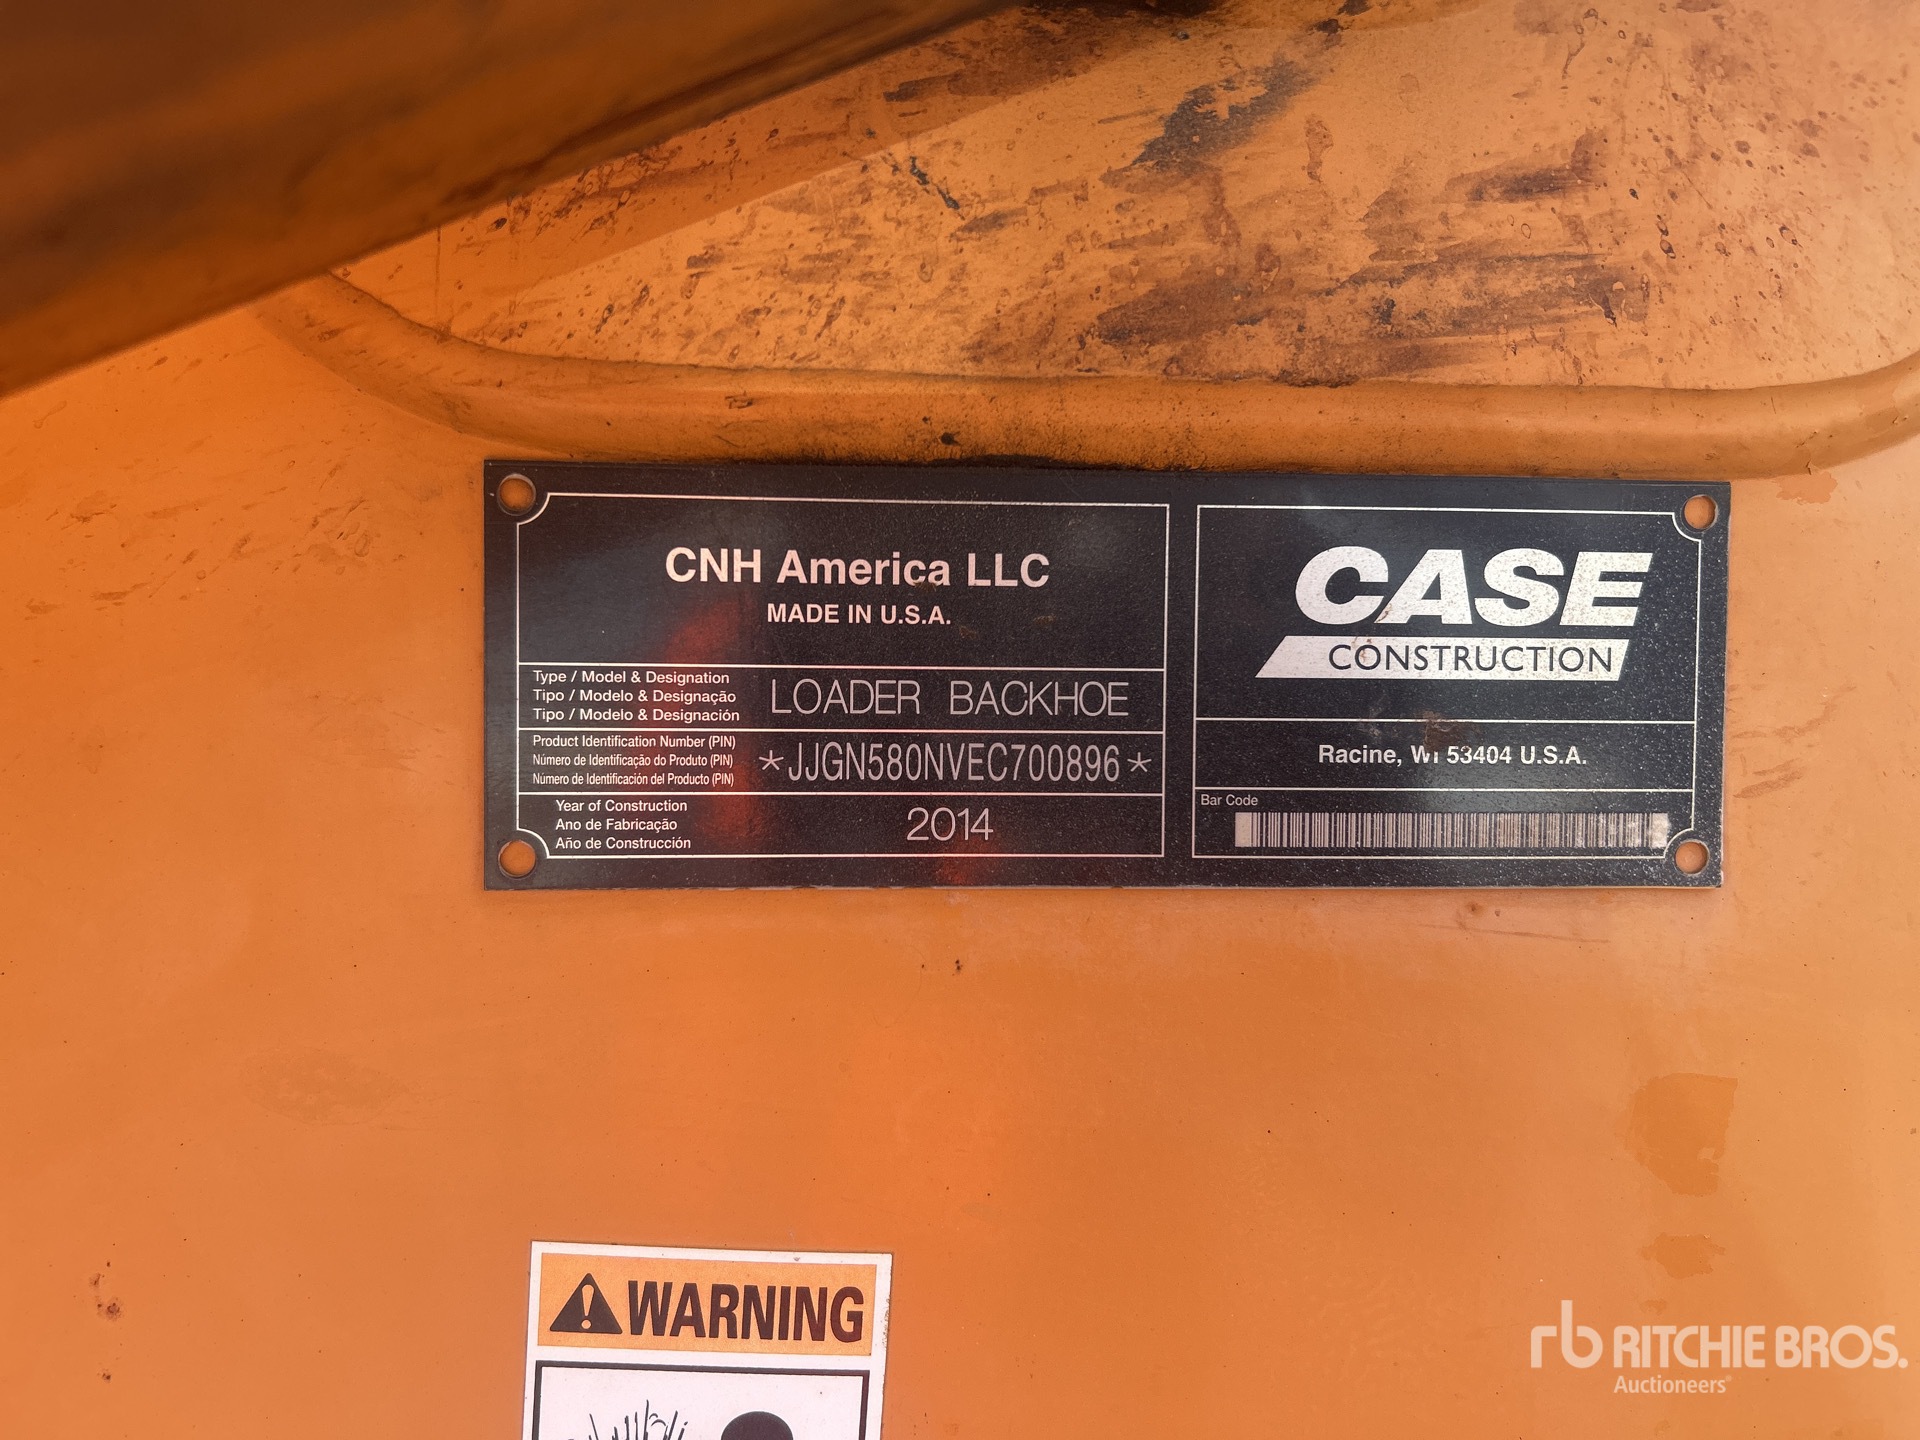 CNH America LLC
MADE IN U.S.A.
Type / Model & Designation
Tipo / Modelo & Designação
Tipo / Modelo & Designación
LOADER BACKHOE
Product Identification Number (PIN)
Número de Identificação do Produto (PIN)
Número de Identificación del Producto (PIN)
*JJGN580NVEC700896*
Year of Construction
Ano de Fabricação
Año de Construcción
2014
CASE
CONSTRUCTION
Racine, WI 53404 U.S.A.
Bar Code
WARNING
rb RITCHIE BROS.
Auctioneers